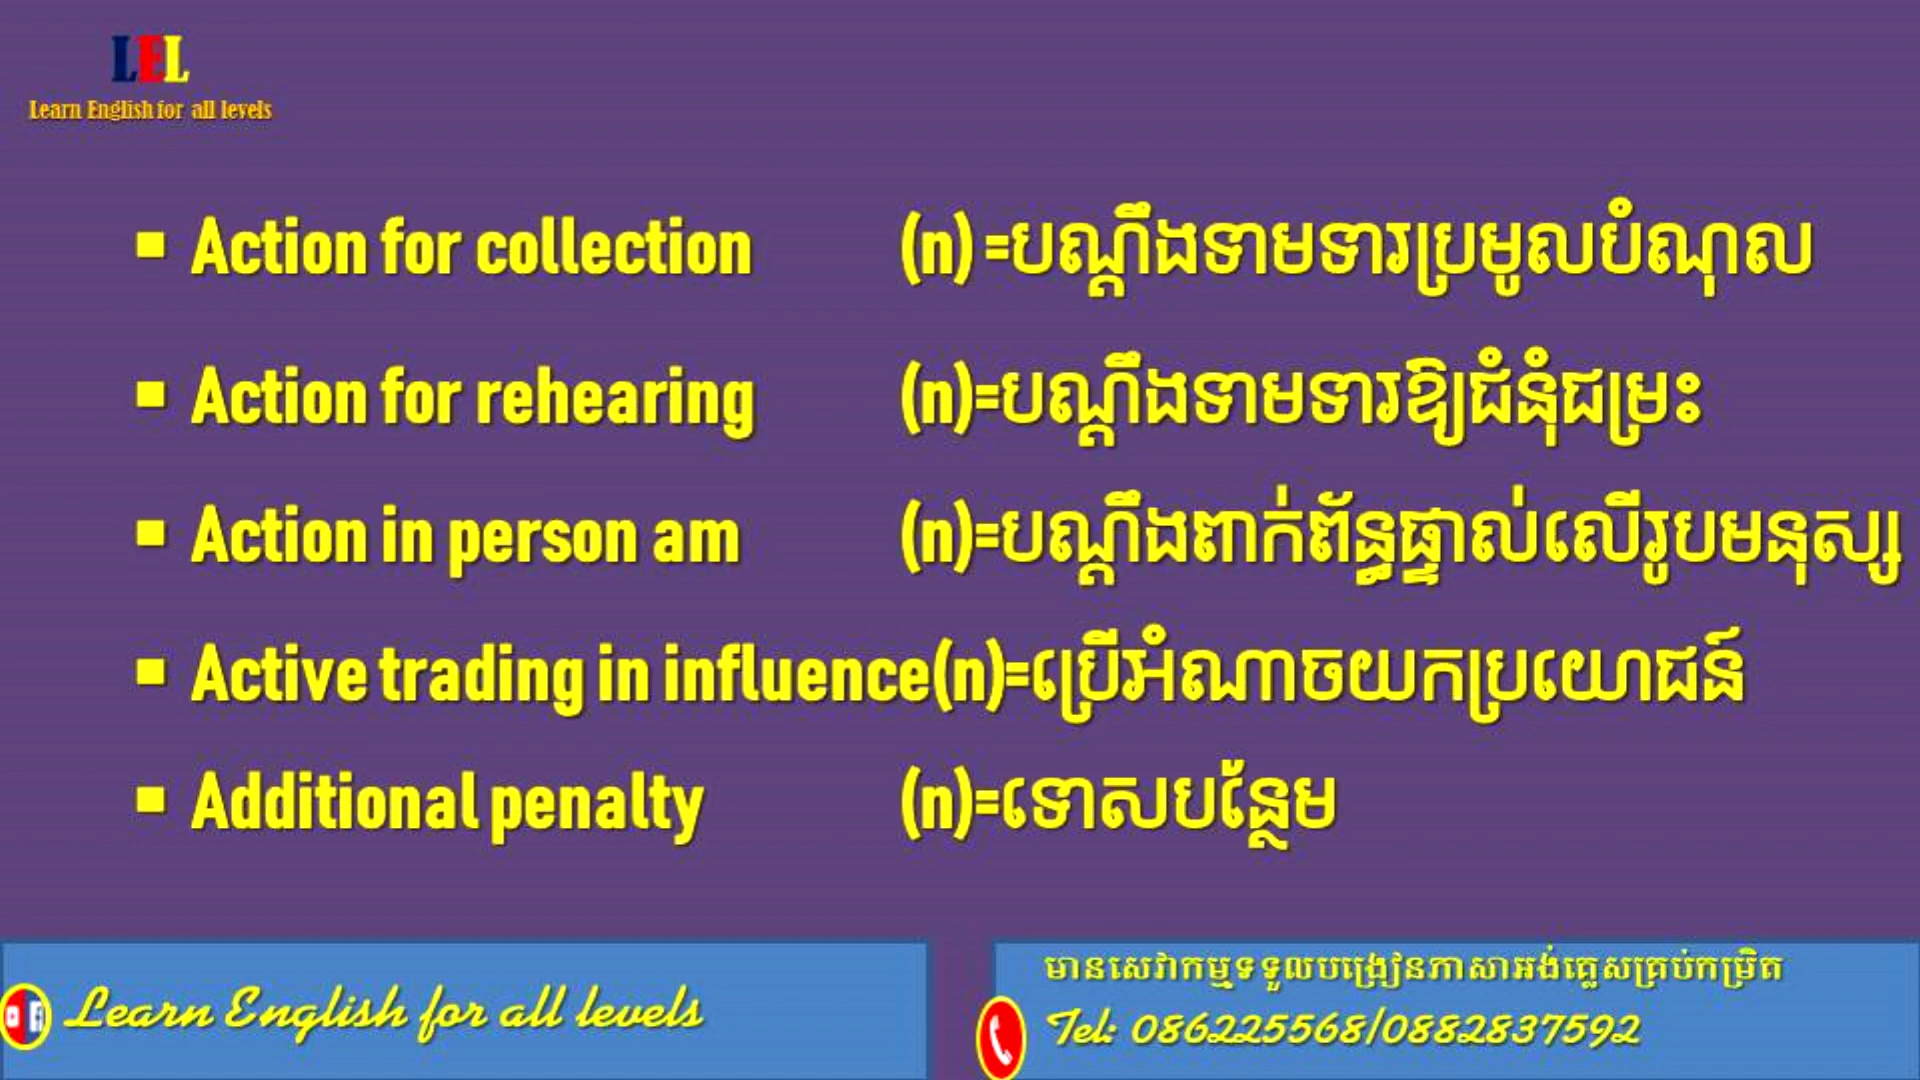 LEL
Learn English for all levels
▪ Action for collection (n) =បណ្ដឹងទាមទារប្រមូលបំណុល
▪ Action for rehearing (n)=បណ្ដឹងទាមទារឱ្យជំនុំជម្រះ
▪ Action in person am (n)=បណ្ដឹងពាក់ព័ន្ធផ្ទាល់លើរូបមនុស្ស
▪ Active trading in influence(n)=ប្រើអំណាចយកប្រយោជន៍
▪ Additional penalty (n)=ទោសបន្ថែម
Learn English for all levels
មានសេវាកម្មទទួលបង្រៀនភាសាអង់គ្លេសគ្រប់កម្រិត
Tel: 086225568/0882837592